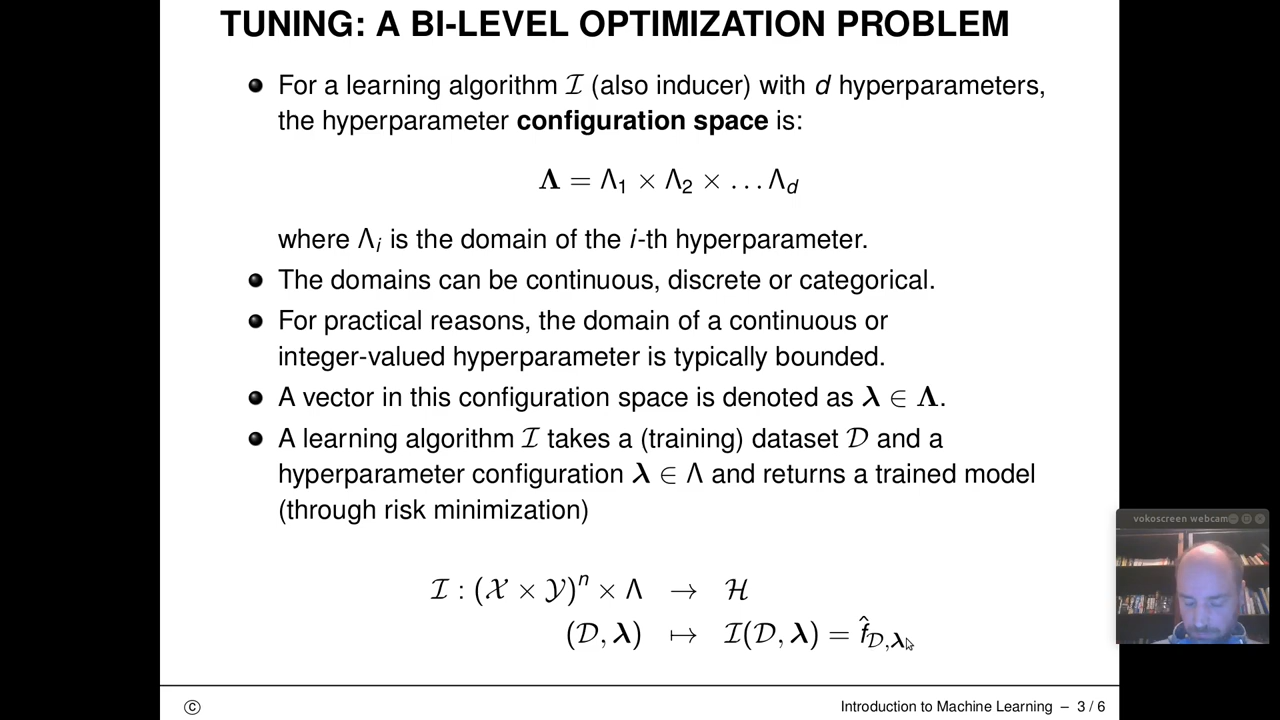 TUNING: A BI-LEVEL OPTIMIZATION PROBLEM
For a learning algorithm ℐ (also inducer) with d hyperparameters,
the hyperparameter configuration space is:
Λ = Λ₁ × Λ₂ × … Λ_d
where Λᵢ is the domain of the i-th hyperparameter.
The domains can be continuous, discrete or categorical.
For practical reasons, the domain of a continuous or
integer-valued hyperparameter is typically bounded.
A vector in this configuration space is denoted as λ ∈ Λ.
A learning algorithm ℐ takes a (training) dataset 𝒟 and a
hyperparameter configuration λ ∈ Λ and returns a trained model
(through risk minimization)
vokoscreen webcam
ℐ : (𝒳 × 𝒴)ⁿ × Λ → ℋ
(𝒟, λ) ↦ ℐ(𝒟, λ) = f̂_{𝒟,λ}
© Introduction to Machine Learning – 3 / 6